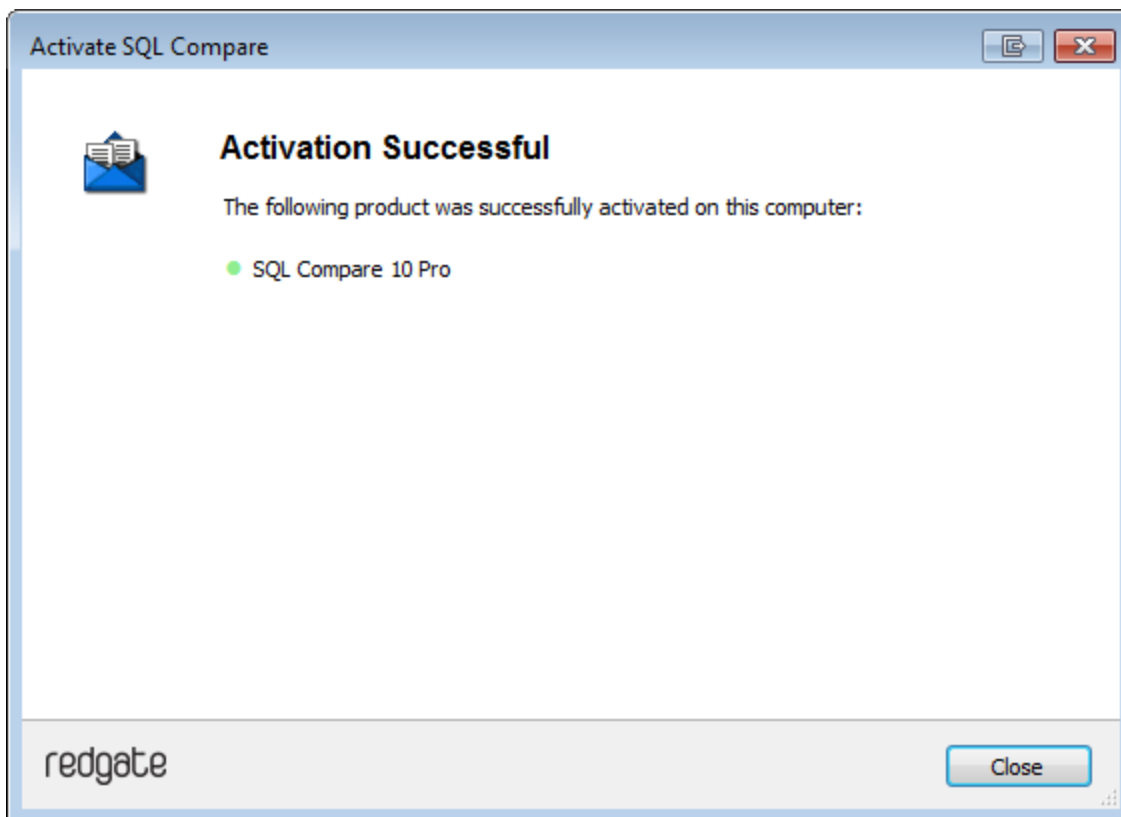 Activate SQL Compare
Activation Successful
The following product was successfully activated on this computer:
SQL Compare 10 Pro
redgate
Close